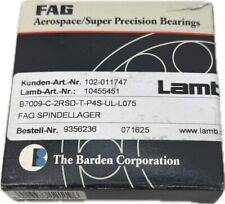 FAG
Aerospace/Super Precision Bearings
Kunden-Art.-Nr. 102-011747
Lamb-Art.-Nr.: 10455451
Lamb
B7009-C-2RSD-T-P4S-UL-L075
FAG SPINDELLAGER
Bestell-Nr. 9356236 071625
www.lamb.
The Barden Corporation